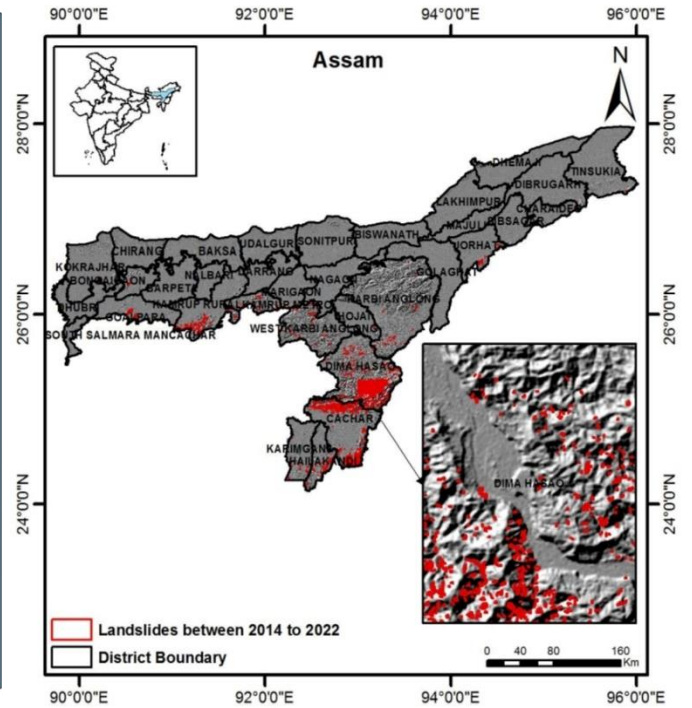 90°0'0"E 92°0'0"E 94°0'0"E 96°0'0"E
Assam
N
28°0'0"N 28°0'0"N
DHEMAJI
TINSUKIA
DIBRUGARH
LAKHIMPUR
CHARAIDEO
MAJULI
SIBSAGAR
BISWANATH
SONITPUR
UDALGURI
JORHAT
CHIRANG
BAKSA
KOKRAJHAR
NALBARI
DARRANG
NAGAON
GOLAGHAT
BONGAIGAON
BARPETA
MARIGAON
KARBI ANGLONG
DHUBRI
KAMRUP RURAL
KAMRUP METRO
GOALPARA
HOJAI
26°0'0"N 26°0'0"N
WEST KARBI ANGLONG
SOUTH SALMARA MANCACHAR
DIMA HASAO
CACHAR
KARIMGANJ
HAILAKANDI
DIMA HASAO
24°0'0"N 24°0'0"N
Landslides between 2014 to 2022
District Boundary
0 40 80 160
Km
90°0'0"E 92°0'0"E 94°0'0"E 96°0'0"E